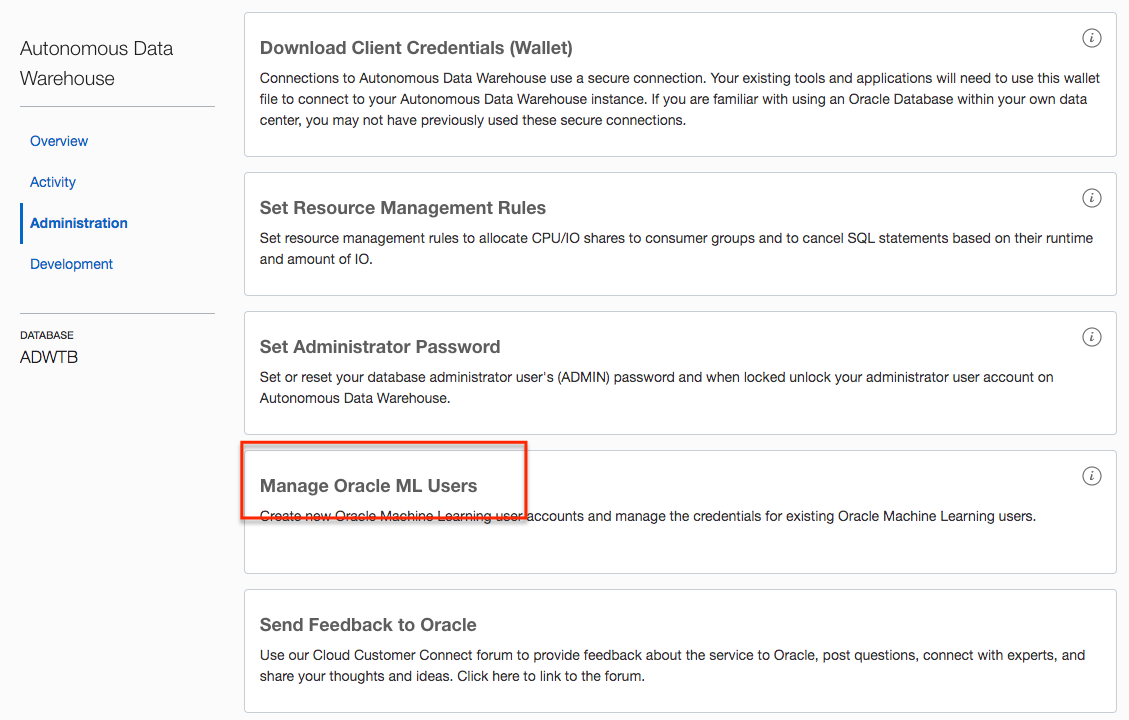 Autonomous Data
Warehouse
Overview
Activity
Administration
Development
DATABASE
ADWTB
Download Client Credentials (Wallet)
Connections to Autonomous Data Warehouse use a secure connection. Your existing tools and applications will need to use this wallet
file to connect to your Autonomous Data Warehouse instance. If you are familiar with using an Oracle Database within your own data
center, you may not have previously used these secure connections.
Set Resource Management Rules
Set resource management rules to allocate CPU/IO shares to consumer groups and to cancel SQL statements based on their runtime
and amount of IO.
Set Administrator Password
Set or reset your database administrator user's (ADMIN) password and when locked unlock your administrator user account on
Autonomous Data Warehouse.
Manage Oracle ML Users
Create new Oracle Machine Learning user accounts and manage the credentials for existing Oracle Machine Learning users.
Send Feedback to Oracle
Use our Cloud Customer Connect forum to provide feedback about the service to Oracle, post questions, connect with experts, and
share your thoughts and ideas. Click here to link to the forum.